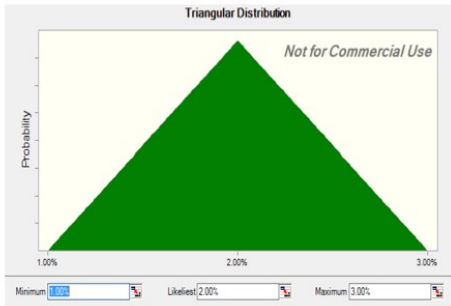 Triangular Distribution
Not for Commercial Use
Probability
1.00% 2.00% 3.00%
Minimum 1.00% Likeliest 2.00% Maximum 3.00%